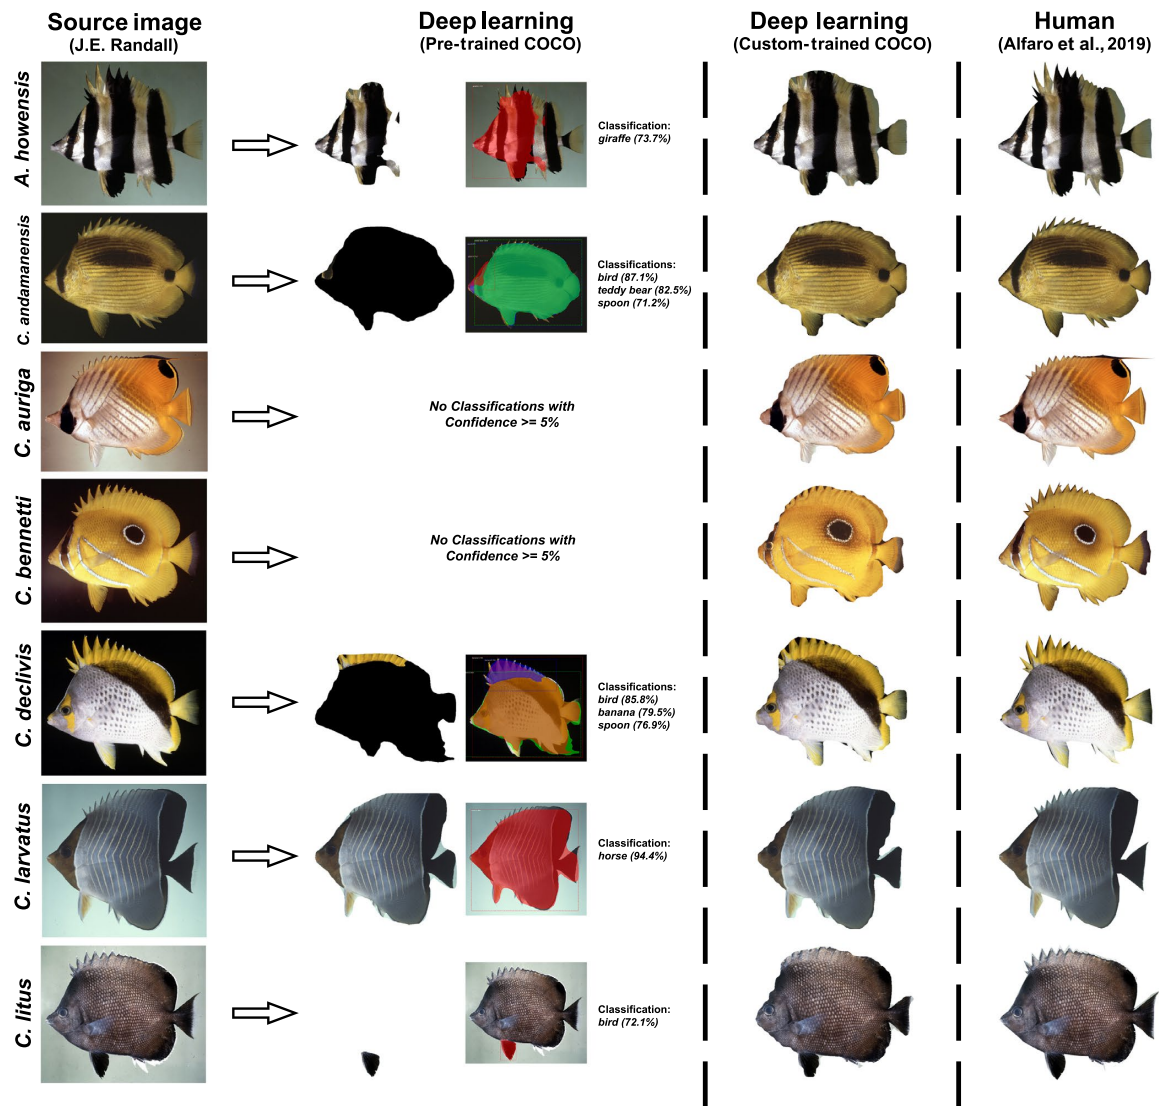 Source image
(J.E. Randall)
Deep learning
(Pre-trained COCO)
Deep learning
(Custom-trained COCO)
Human
(Alfaro et al., 2019)
A. howensis
Classification:
giraffe (73.7%)
C. andamanensis
Classifications:
bird (87.1%)
teddy bear (82.5%)
spoon (71.2%)
C. auriga
No Classifications with
Confidence >= 5%
C. bennetti
No Classifications with
Confidence >= 5%
C. declivis
Classifications:
bird (85.8%)
banana (79.5%)
spoon (76.9%)
C. larvatus
Classification:
horse (94.4%)
C. litus
Classification:
bird (72.1%)